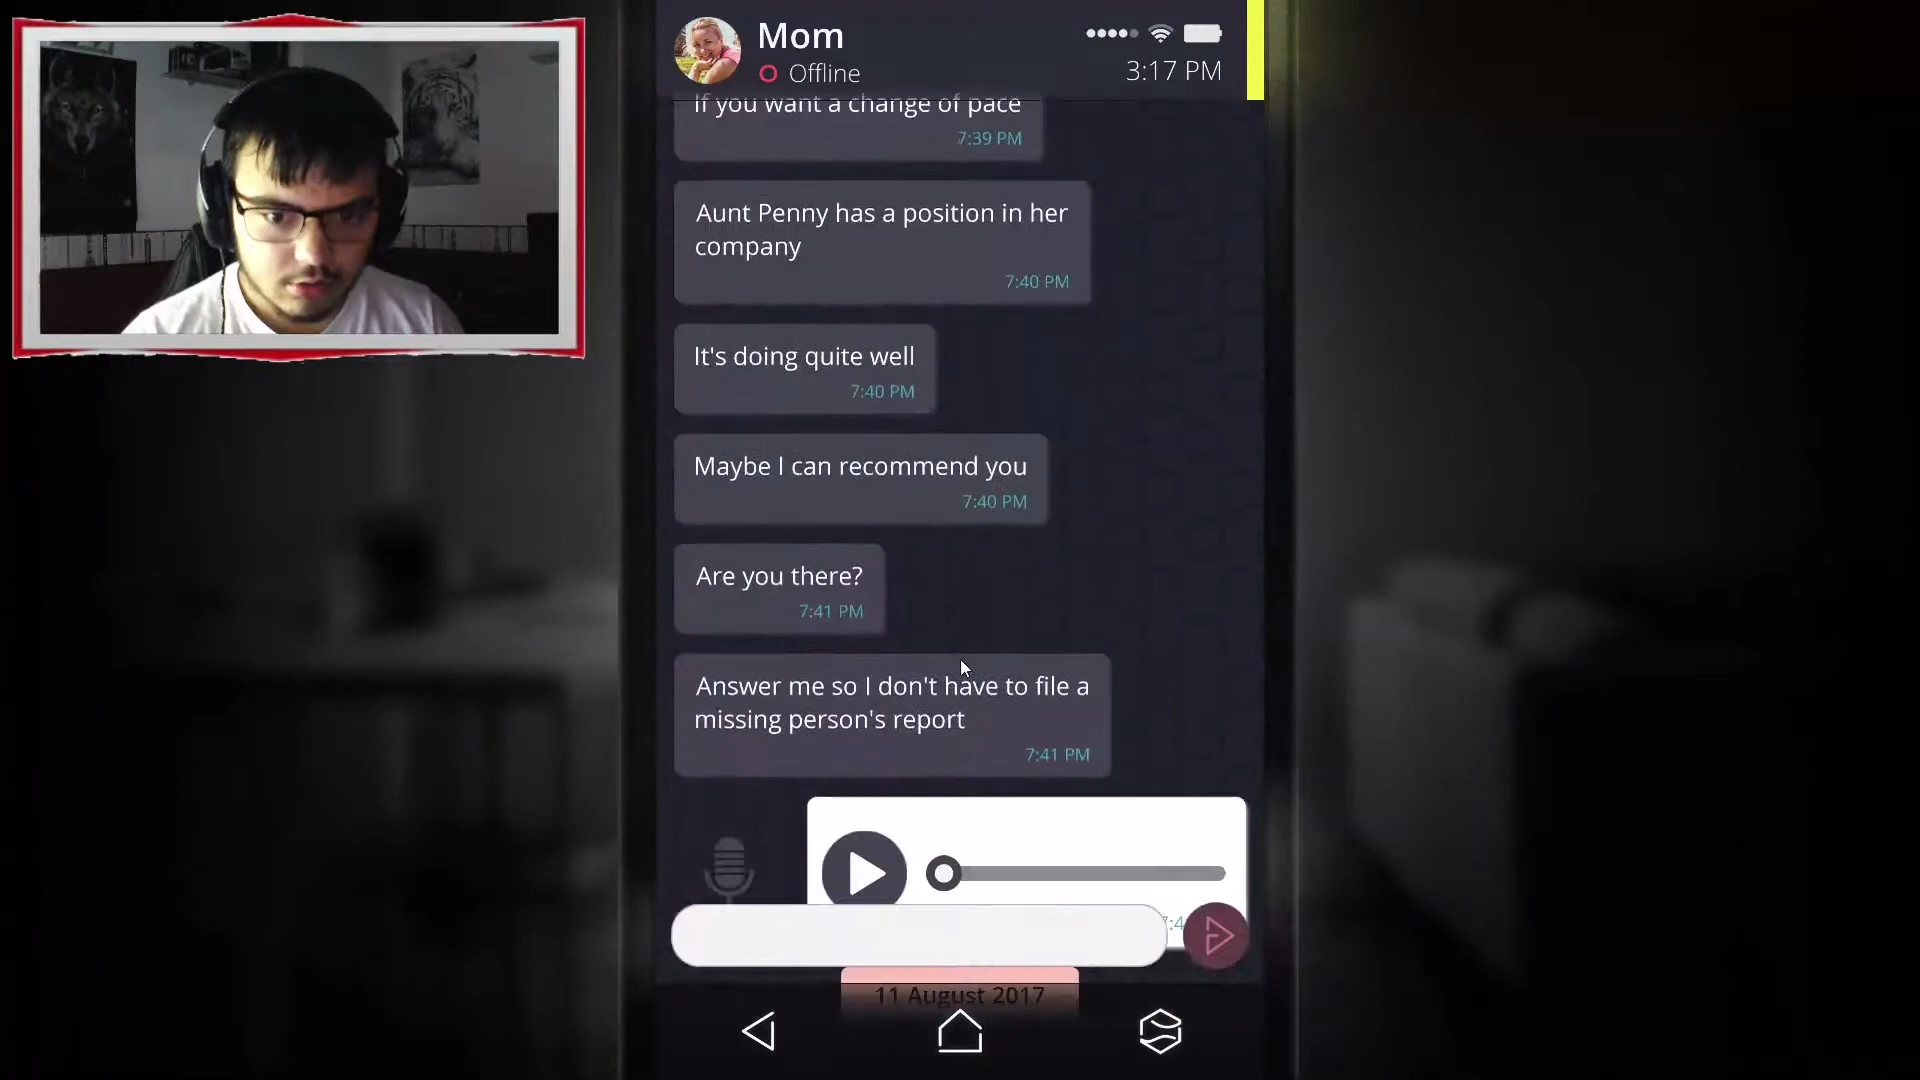 Mom
Offline
3:17 PM
If you want a change of pace
7:39 PM
Aunt Penny has a position in her
company
7:40 PM
It's doing quite well
7:40 PM
Maybe I can recommend you
7:40 PM
Are you there?
7:41 PM
Answer me so I don't have to file a
missing person's report
7:41 PM
11 August 2017